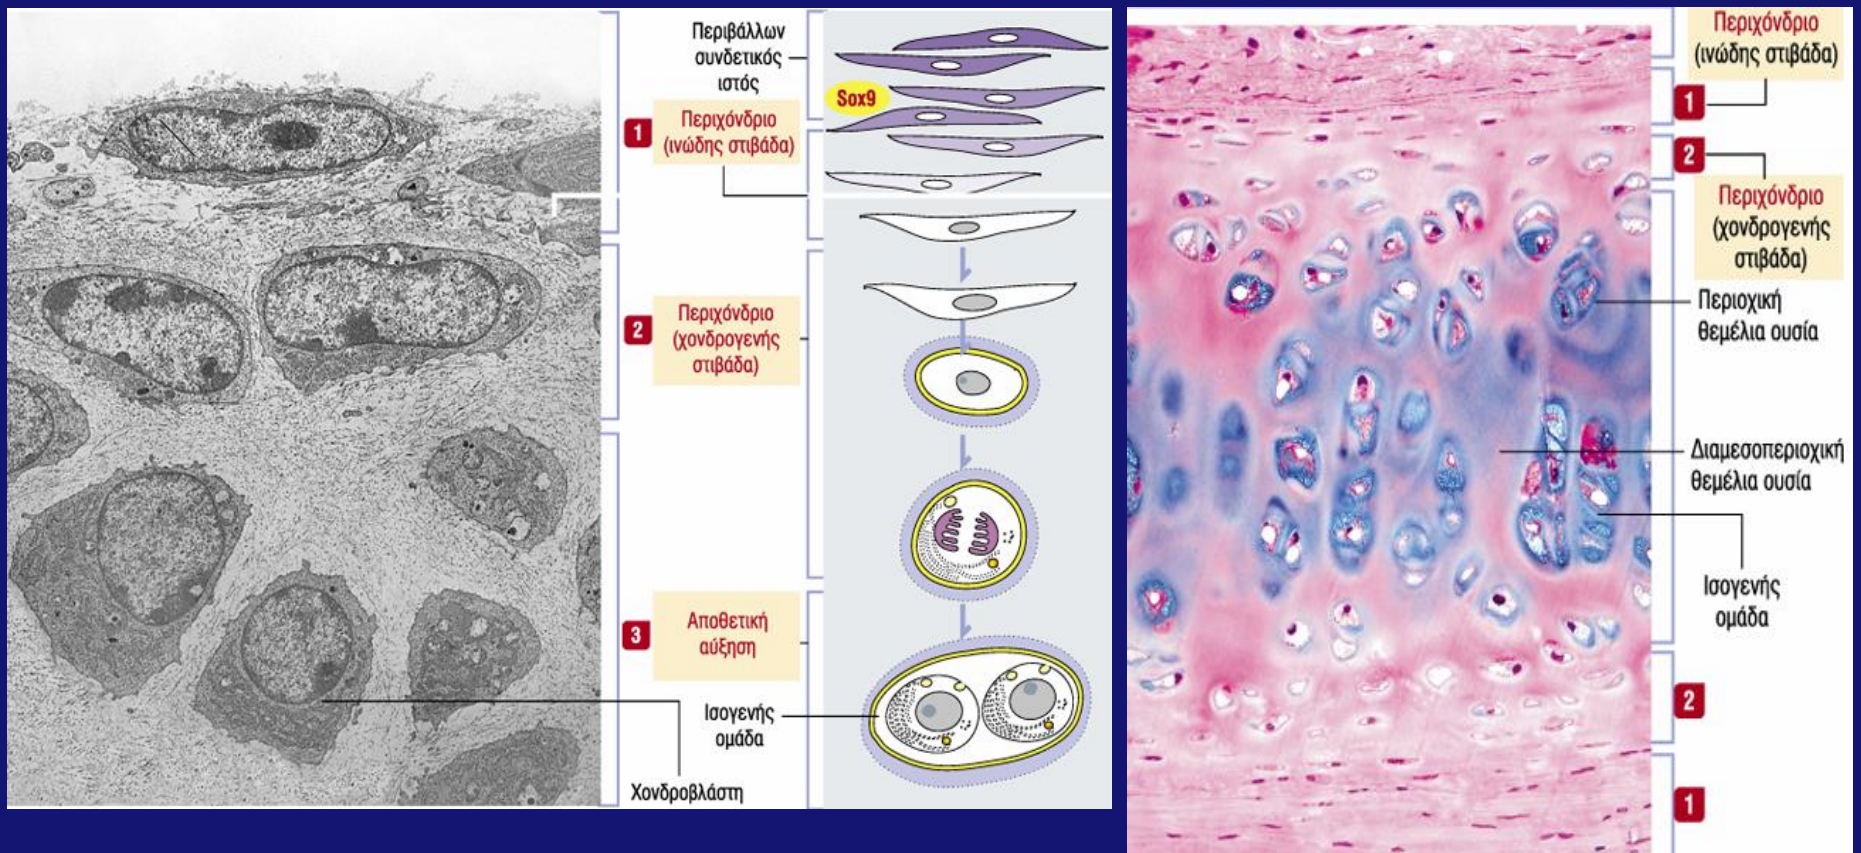 Περιβάλλων
συνδετικός
ιστός
Sox9
1
Περιχόνδριο
(ινώδης στιβάδα)
2
Περιχόνδριο
(χονδρογενής
στιβάδα)
3
Αποθετική
αύξηση
Ισογενής
ομάδα
Χονδροβλάστη
Περιχόνδριο
(ινώδης στιβάδα)
1
2
Περιχόνδριο
(χονδρογενής
στιβάδα)
Περιοχική
θεμέλια ουσία
Διαμεσοπεριοχική
θεμέλια ουσία
Ισογενής
ομάδα
2
1